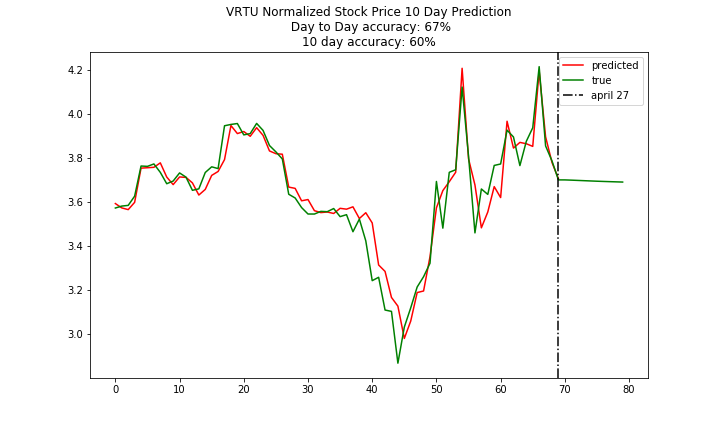 VRTU Normalized Stock Price 10 Day Prediction
Day to Day accuracy: 67%
10 day accuracy: 60%
4.2
4.0
3.8
3.6
3.4
3.2
3.0
predicted
true
april 27
0 10 20 30 40 50 60 70 80